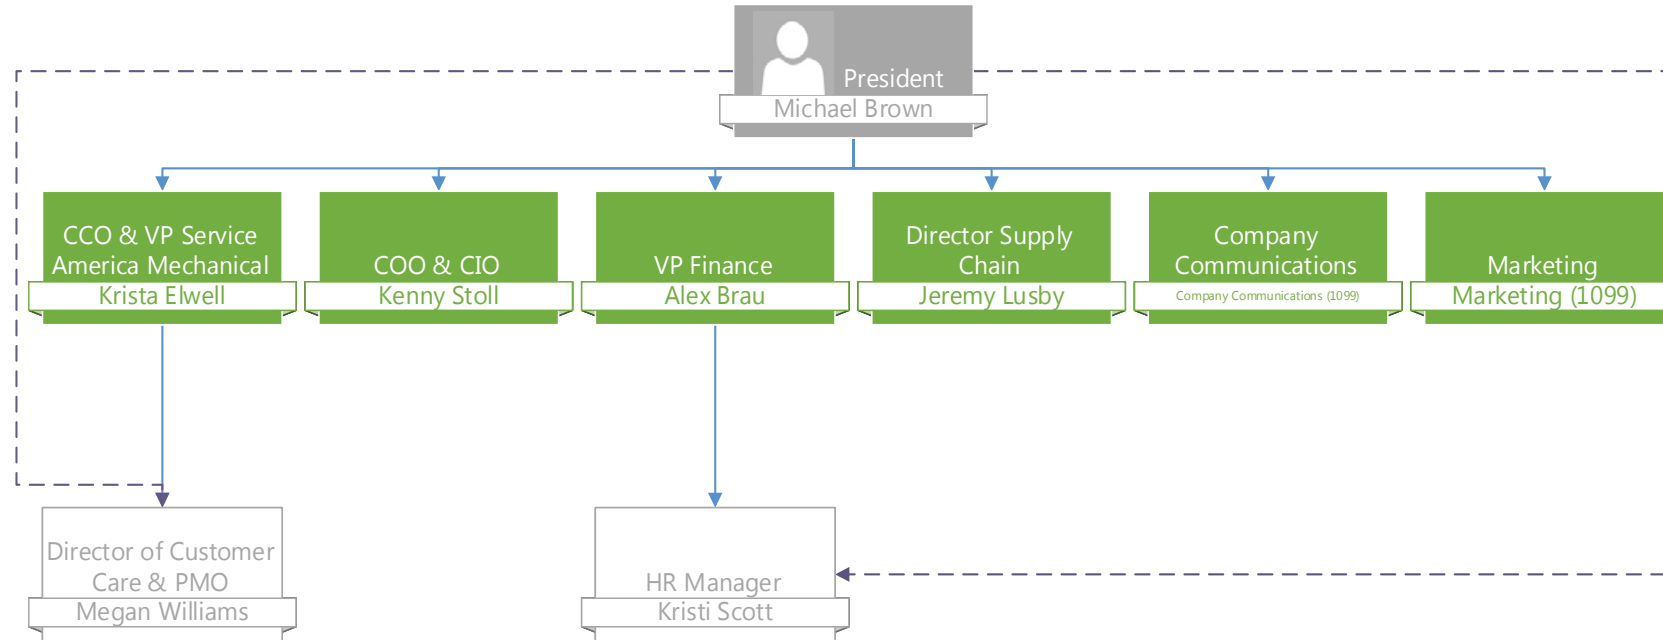 President
Michael Brown
CCO & VP Service
America Mechanical
Krista Elwell
COO & CIO
Kenny Stoll
VP Finance
Alex Brau
Director Supply
Chain
Jeremy Lusby
Company
Communications
Company Communications (1099)
Marketing
Marketing (1099)
Director of Customer
Care & PMO
Megan Williams
HR Manager
Kristi Scott